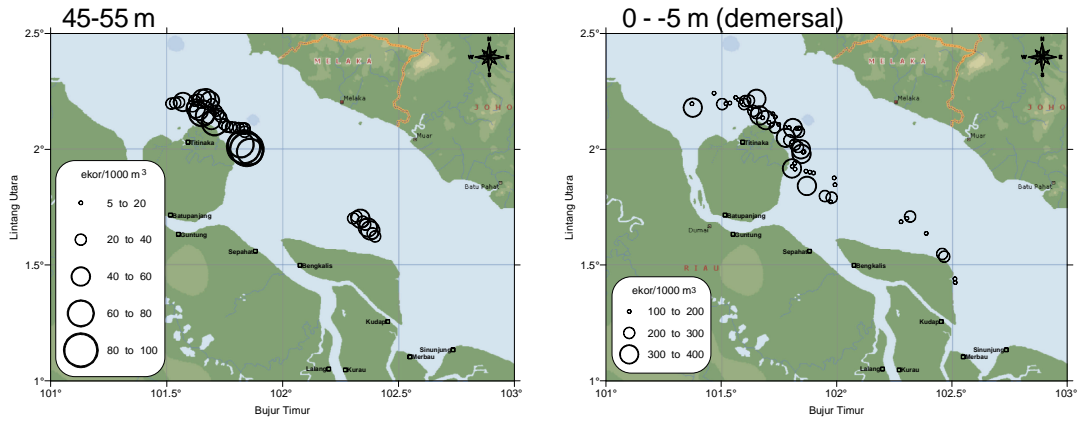 45-55 m
2.5°
2°
1.5°
1°
101°
101.5°
102°
102.5°
103°
Lintang Utara
Bujur Timur
MELAKA
Melaka
JOHO
Muar
Batu Pahat
Titinaka
Batupanjang
Guntung
Sepahat
Bengkalis
Kudap
Sinunjung
Merbau
Lalang
Kurau
N
W
E
S
ekor/1000 m3
5 to 20
20 to 40
40 to 60
60 to 80
80 to 100
0 - -5 m (demersal)
2.5°
2°
1.5°
1°
101°
101.5°
102°
102.5°
103°
Lintang Utara
Bujur Timur
MELAKA
Melaka
JOHO
Muar
Batu Pahat
Titinaka
Batupanjang
Dumai
Guntung
Sepahat
RIAU
Bengkalis
Kudap
Sinunjung
Merbau
Lalang
Kurau
N
W
E
S
ekor/1000 m3
100 to 200
200 to 300
300 to 400